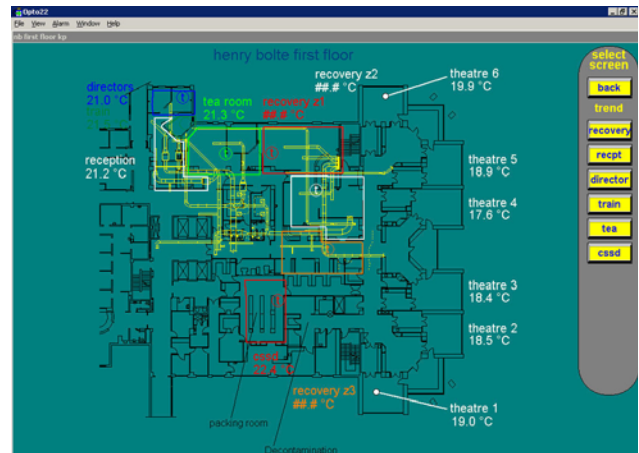 Opto22
File View Alarm Window Help
nb first floor kp
henry bolte first floor
directors
21.0 °C
train
tea room
21.3 °C
recovery z1
##.# °C
recovery z2
##.# °C
theatre 6
19.9 °C
reception
21.2 °C
theatre 5
18.9 °C
theatre 4
17.6 °C
theatre 3
18.4 °C
theatre 2
18.5 °C
cssd
22.4 °C
recovery z3
##.# °C
theatre 1
19.0 °C
packing room
Decontamination
select
screen
back
trend
recovery
recpt
director
train
tea
cssd